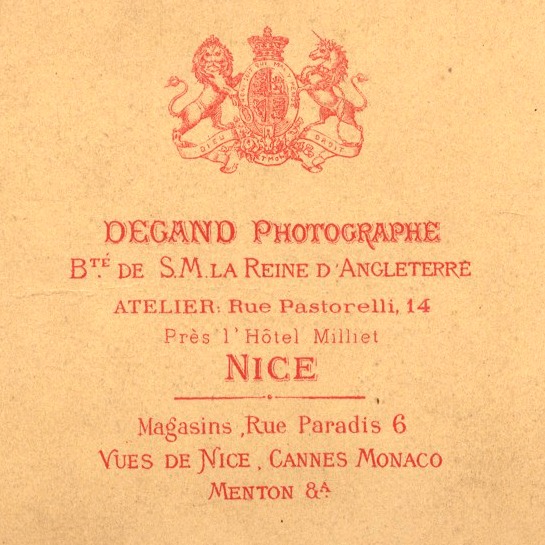 DIEU ET MON DROIT
DEGAND PHOTOGRAPHE
BTÉ. DE S.M. LA REINE D'ANGLETERRE
ATELIER: Rue Pastorelli, 14
Près l'Hôtel Milliet
NICE
Magasins, Rue Paradis 6
VUES DE NICE, CANNES MONACO
MENTON &A